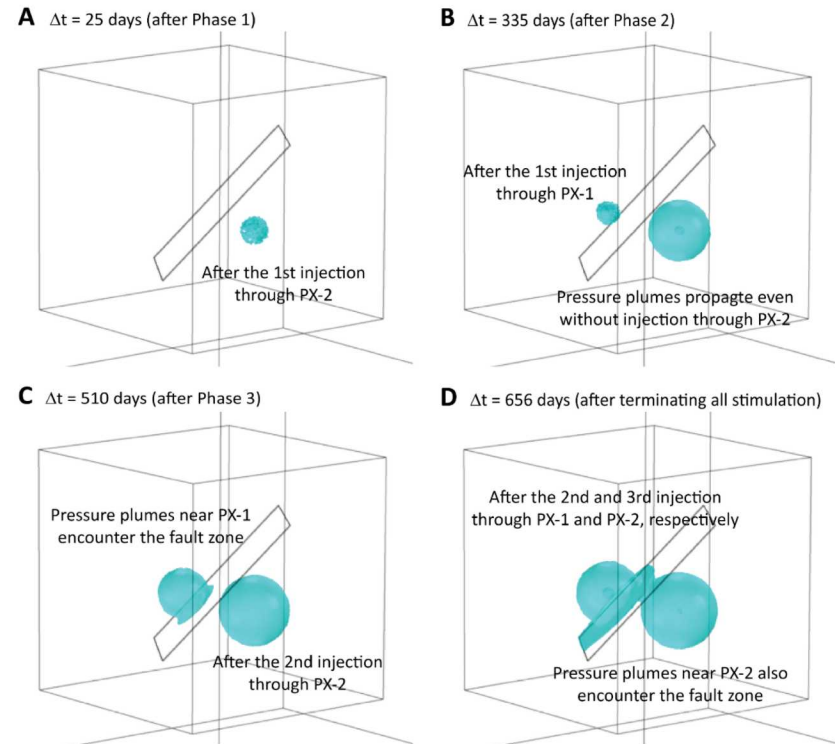 A Δt = 25 days (after Phase 1)
After the 1st injection
through PX-2
B Δt = 335 days (after Phase 2)
After the 1st injection
through PX-1
Pressure plumes propagte even
without injection through PX-2
C Δt = 510 days (after Phase 3)
Pressure plumes near PX-1
encounter the fault zone
After the 2nd injection
through PX-2
D Δt = 656 days (after terminating all stimulation)
After the 2nd and 3rd injection
through PX-1 and PX-2, respectively
Pressure plumes near PX-2 also
encounter the fault zone